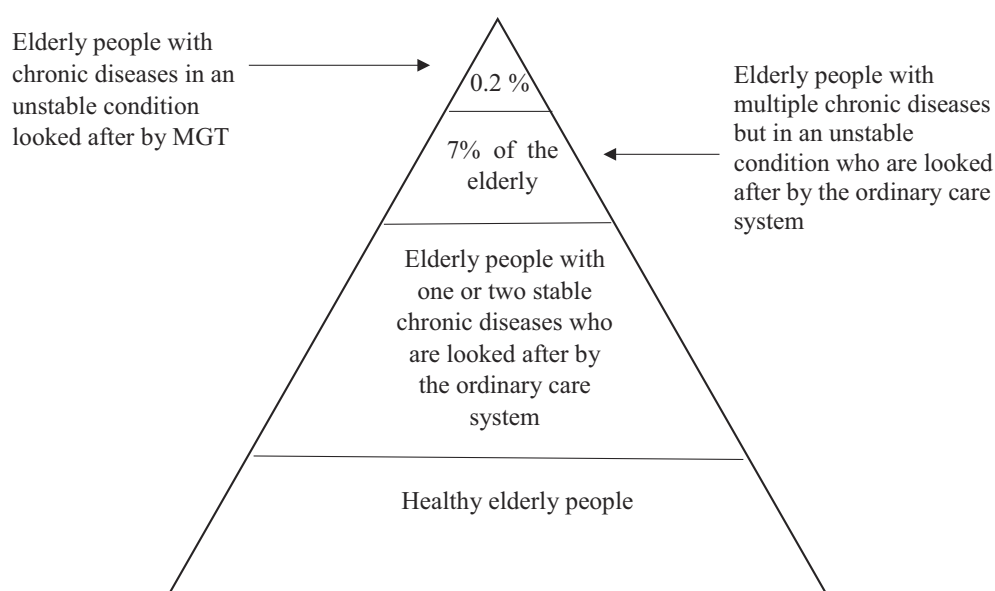 Elderly people with
chronic diseases in an
unstable condition
looked after by MGT
0.2 %
Elderly people with
multiple chronic diseases
but in an unstable
condition who are looked
after by the ordinary care
system
7% of the
elderly
Elderly people with
one or two stable
chronic diseases who
are looked after by
the ordinary care
system
Healthy elderly people